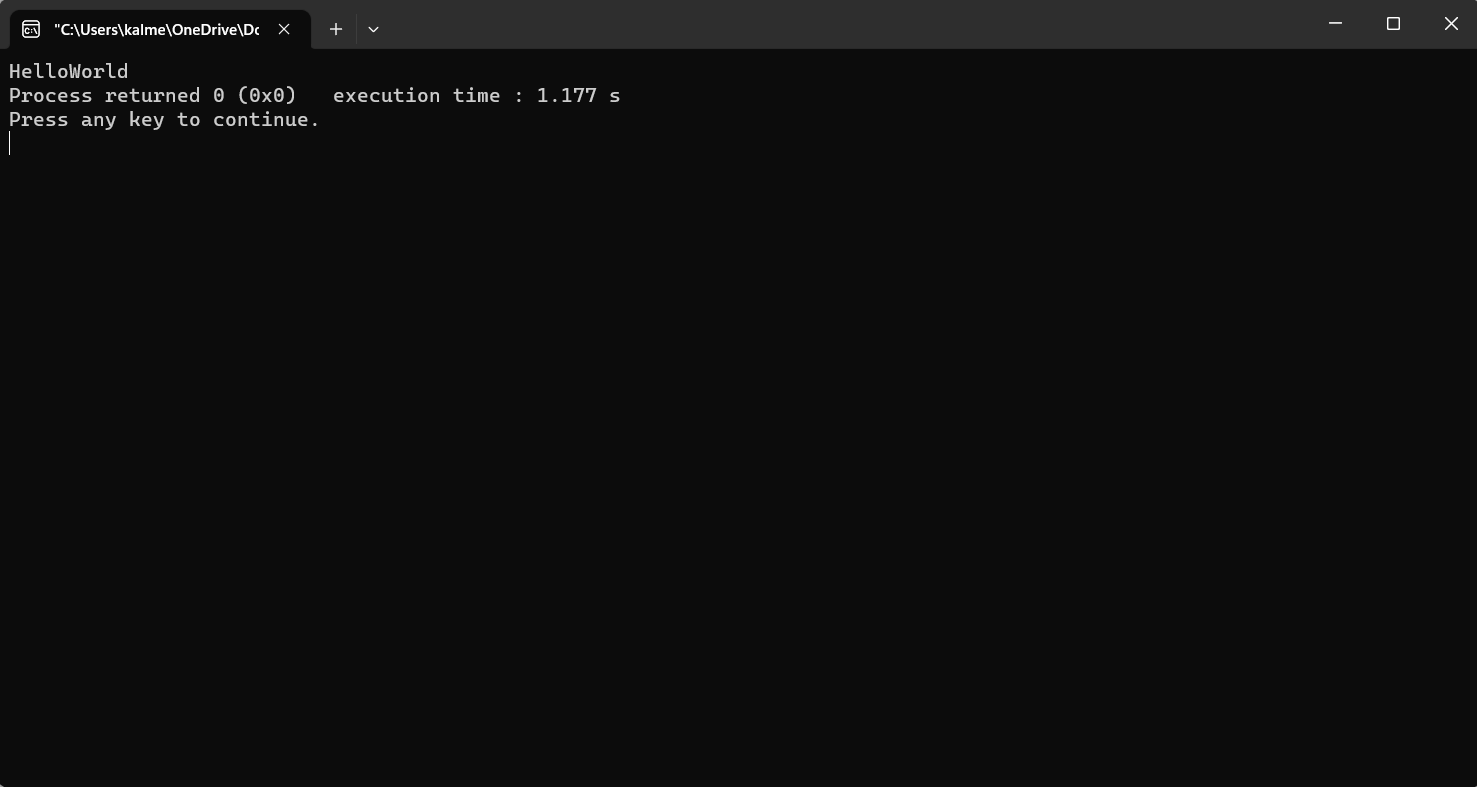 "C:\Users\kalme\OneDrive\Dc
HelloWorld
Process returned 0 (0x0)   execution time : 1.177 s
Press any key to continue.